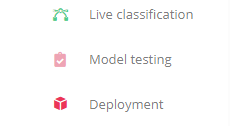 Live classification
Model testing
Deployment